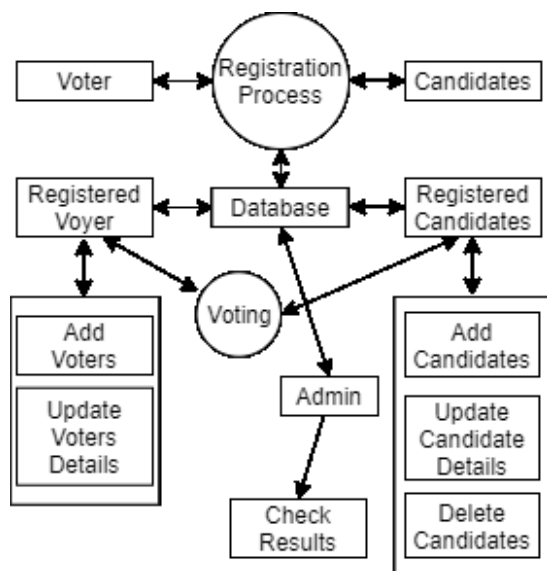 Voter
Registration
Process
Candidates
Registered
Voyer
Database
Registered
Candidates
Voting
Add
Voters
Update
Voters
Details
Admin
Check
Results
Add
Candidates
Update
Candidate
Details
Delete
Candidates